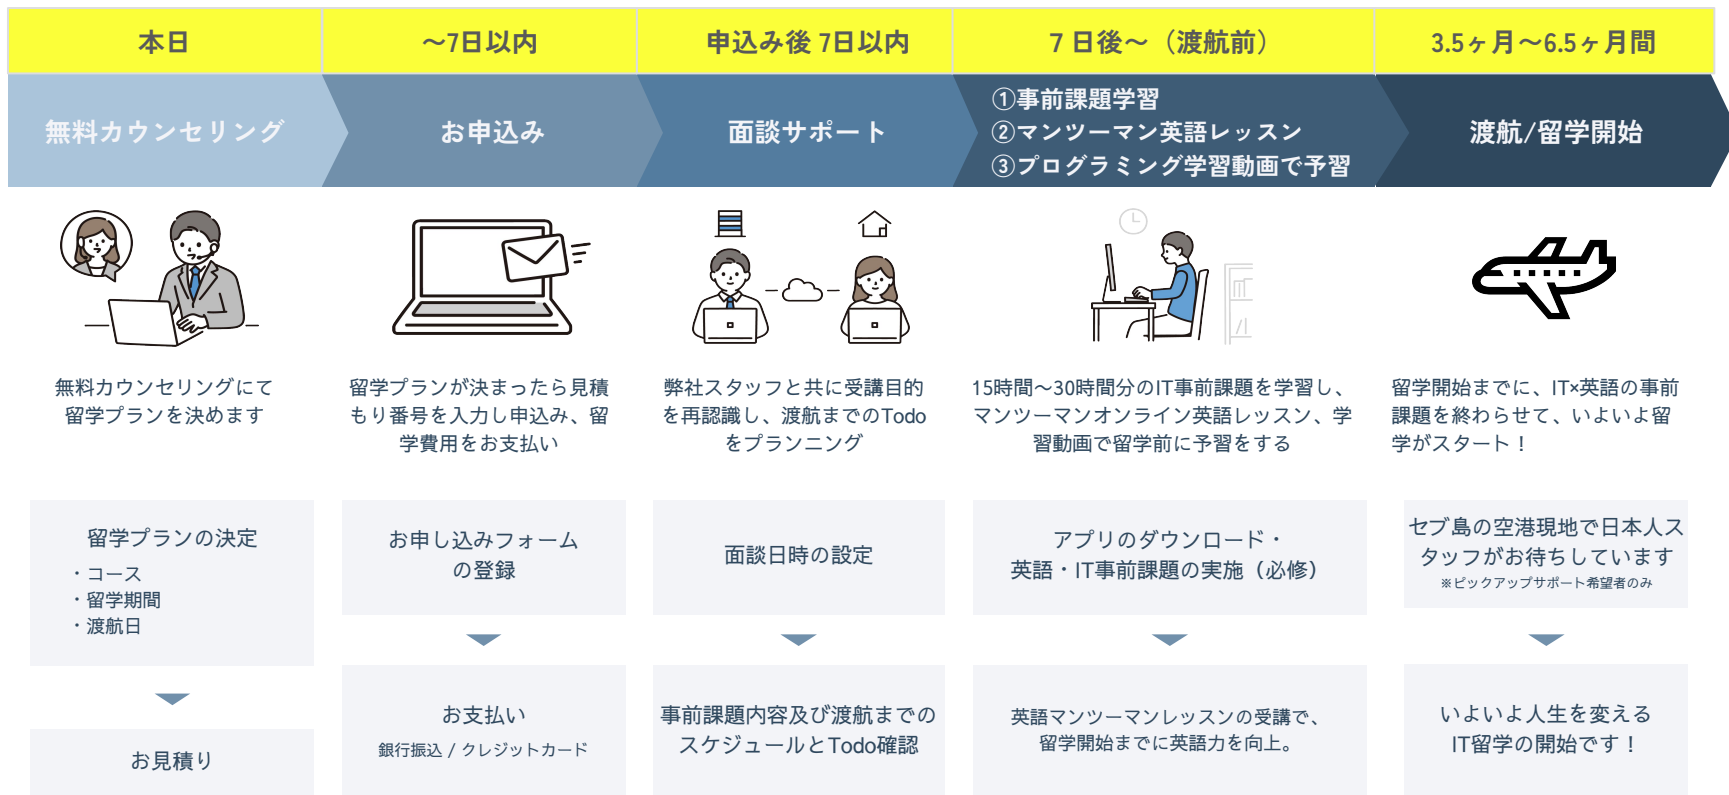 本日
～7日以内
申込み後 7日以内
7 日後～（渡航前）
3.5ヶ月～6.5ヶ月間
無料カウンセリング
お申込み
面談サポート
①事前課題学習
②マンツーマン英語レッスン
③プログラミング学習動画で予習
渡航/留学開始
無料カウンセリングにて
留学プランを決めます
留学プランが決まったら見積
もり番号を入力し申込み、留
学費用をお支払い
弊社スタッフと共に受講目的
を再認識し、渡航までのTodo
をプランニング
15時間～30時間分のIT事前課題を学習し、
マンツーマンオンライン英語レッスン、学
習動画で留学前に予習をする
留学開始までに、IT×英語の事前
課題を終わらせて、いよいよ留
学がスタート！
留学プランの決定
・コース
・留学期間
・渡航日
お見積り
お申し込みフォーム
の登録
お支払い
銀行振込 / クレジットカード
面談日時の設定
事前課題内容及び渡航までの
スケジュールとTodo確認
アプリのダウンロード・
英語・IT事前課題の実施（必修）
英語マンツーマンレッスンの受講で、
留学開始までに英語力を向上。
セブ島の空港現地で日本人ス
タッフがお待ちしています
※ピックアップサポート希望者のみ
いよいよ人生を変える
IT留学の開始です！